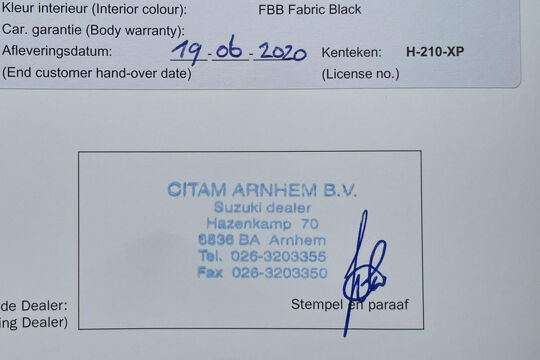 Kleur interieur (Interior colour): FBB Fabric Black
Car. garantie (Body warranty):
Afleveringsdatum: 19 - 06 - 2020 Kenteken: H-210-XP
(End customer hand-over date) (License no.)
CITAM ARNHEM B.V.
Suzuki dealer
Hazenkamp 70
6836 BA Arnhem
Tel. 026-3203355
Fax 026-3203350
de Dealer: Stempel en paraaf
ing Dealer)